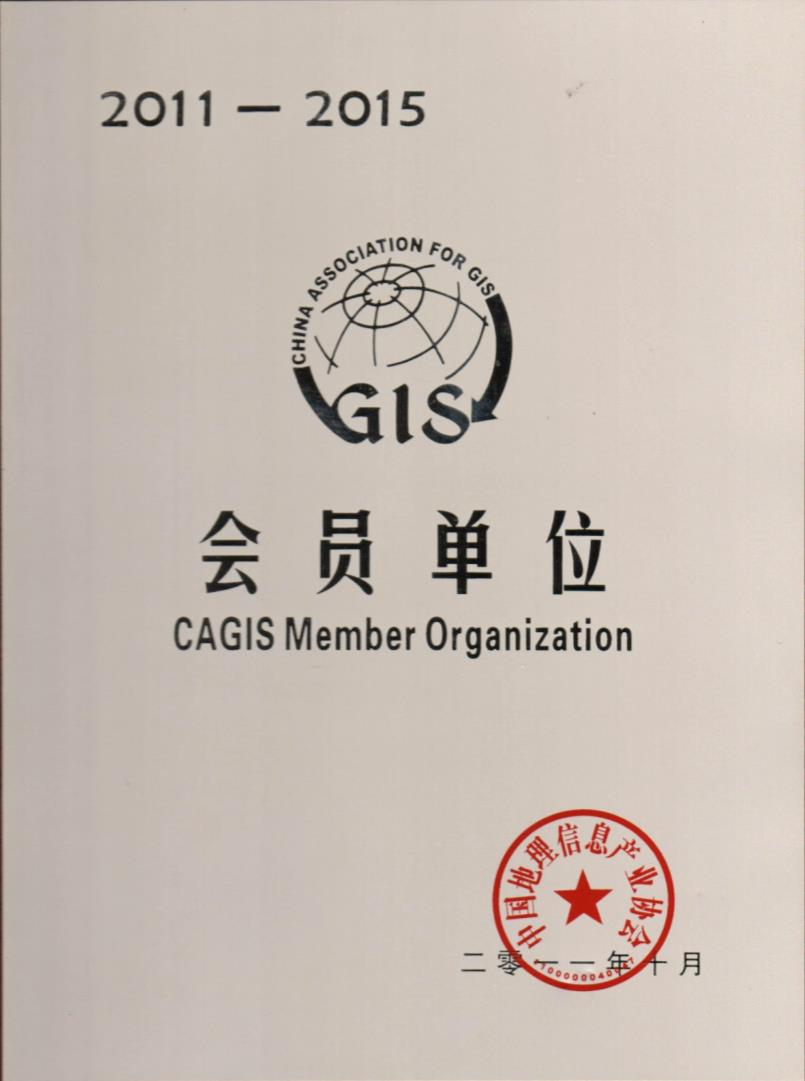 2011 — 2015
CHINA ASSOCIATION FOR GIS
GIS
会员单位
CAGIS Member Organization
中国地理信息产业协会
二零一一年十月